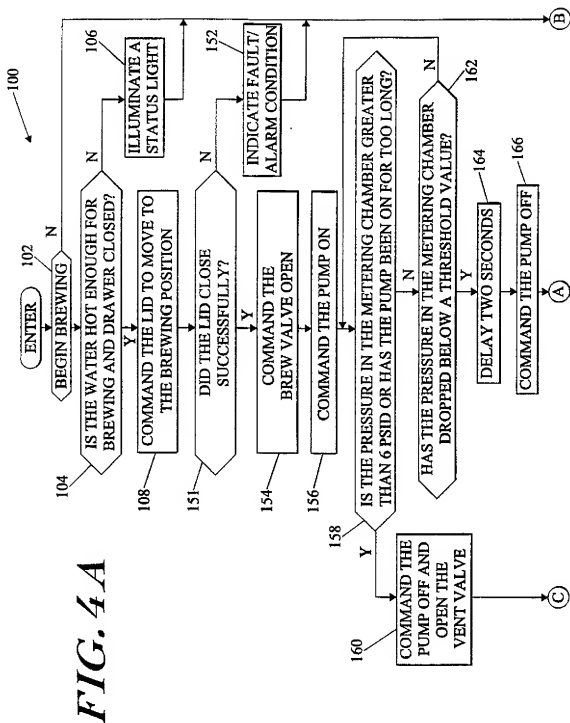 100
ENTER
102
BEGIN BREWING
N
B
104
IS THE WATER HOT ENOUGH FOR
BREWING AND DRAWER CLOSED?
N
106
ILLUMINATE A
STATUS LIGHT
Y
108
COMMAND THE LID TO MOVE TO
THE BREWING POSITION
151
DID THE LID CLOSE
SUCCESSFULLY?
N
152
INDICATE FAULT/
ALARM CONDITION
Y
154
COMMAND THE
BREW VALVE OPEN
156
COMMAND THE PUMP ON
158
IS THE PRESSURE IN THE METERING CHAMBER GREATER
THAN 6 PSID OR HAS THE PUMP BEEN ON FOR TOO LONG?
Y
160
COMMAND THE
PUMP OFF AND
OPEN THE
VENT VALVE
C
N
162
HAS THE PRESSURE IN THE METERING CHAMBER
DROPPED BELOW A THRESHOLD VALUE?
N
Y
164
DELAY TWO SECONDS
166
COMMAND THE PUMP OFF
A
FIG. 4A